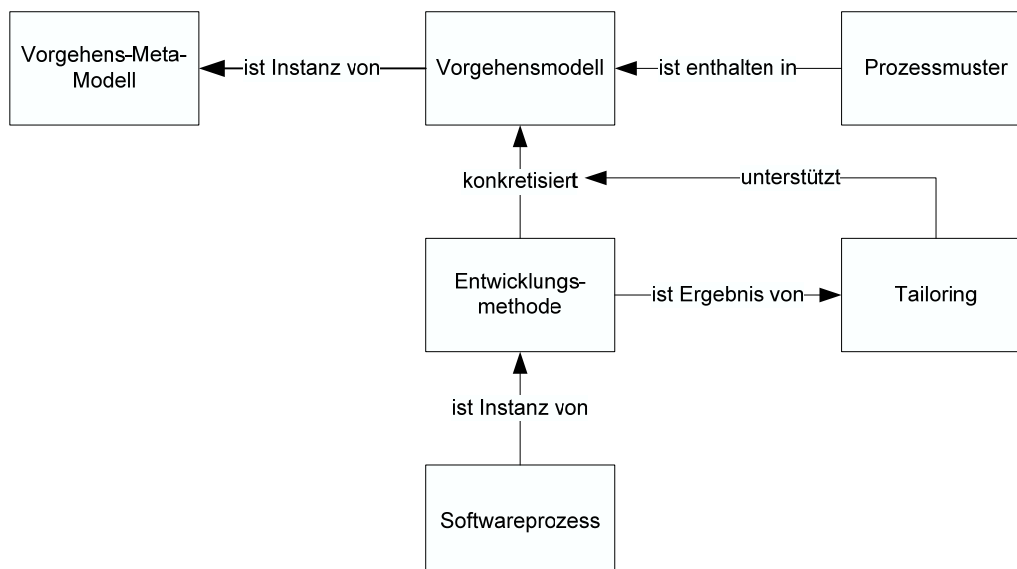 Vorgehens-Meta-
Modell
ist Instanz von
Vorgehensmodell
ist enthalten in
Prozessmuster
konkretisiert
unterstützt
Entwicklungs-
methode
ist Ergebnis von
Tailoring
ist Instanz von
Softwareprozess